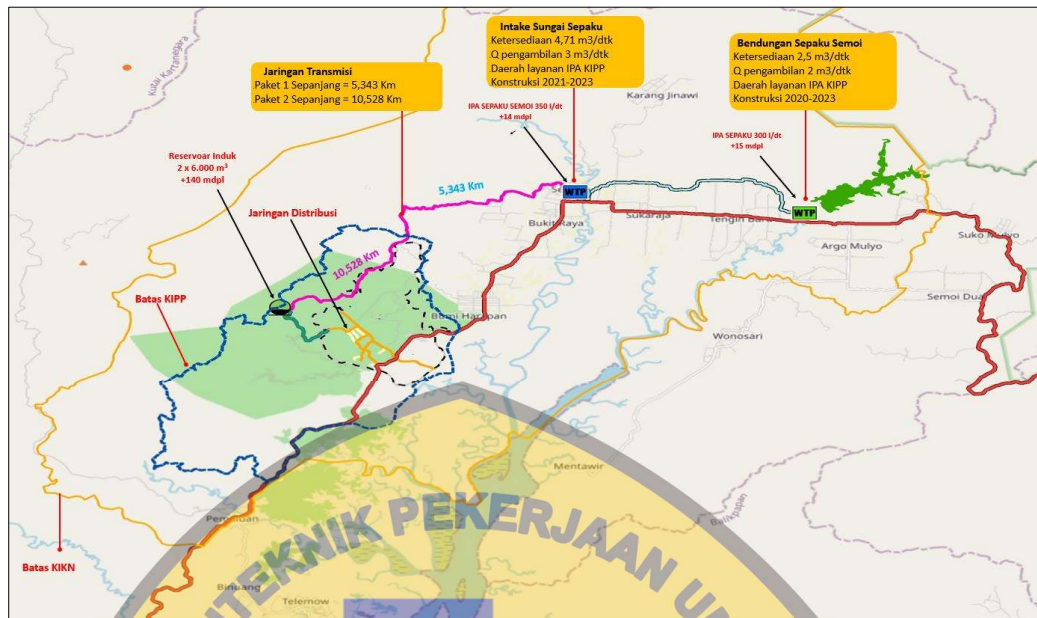 Intake Sungai Sepaku
Ketersediaan 4,71 m3/dtk
Q pengambilan 3 m3/dtk
Daerah layanan IPA KIPP
Konstruksi 2021-2023
Bendungan Sepaku Semoi
Ketersediaan 2,5 m3/dtk
Q pengambilan 2 m3/dtk
Daerah layanan IPA KIPP
Konstruksi 2020-2023
Jaringan Transmisi
Paket 1 Sepanjang = 5,343 Km
Paket 2 Sepanjang = 10,528 Km
Kutai Kartanegara
Karang Jinawi
IPA SEPAKU SEMOI 350 l/dt
+14 mdpl
IPA SEPAKU 300 l/dt
+15 mdpl
Reservoar Induk
2 x 6.000 m³
+140 mdpl
5,343 Km
WTP
WTP
Jaringan Distribusi
Bukit Raya
Sukaraja
Tengin
Argo Mulyo
Suko Mulyo
10,528 Km
Semoi Dua
Batas KIPP
Bumi Harapan
Wonosari
Mentawir
Balikpapan
Batas KIKN
Binuang
Telemow
TEKNIK PEKERJAAN